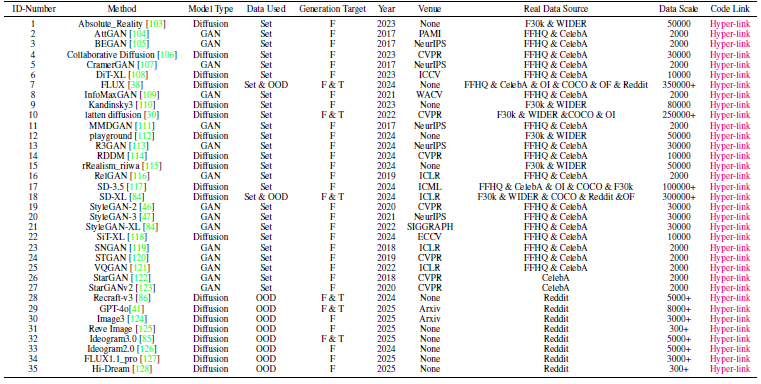 ID-Number Method Model Type Data Used Generation Target Year Venue Real Data Source Data Scale Code Link
1 Absolute_Reality [103] Diffusion Set F 2023 None F30k & WIDER 50000 Hyper-link
2 AttGAN [104] GAN Set F 2017 PAMI FFHQ & CelebA 2000 Hyper-link
3 BEGAN [105] GAN Set F 2017 NeurIPS FFHQ & CelebA 2000 Hyper-link
4 Collaborative Diffusion [106] Diffusion Set F 2023 CVPR FFHQ & CelebA 30000 Hyper-link
5 CramerGAN [107] GAN Set F 2017 NeurIPS FFHQ & CelebA 2000 Hyper-link
6 DiT-XL [108] Diffusion Set F 2023 ICCV FFHQ & CelebA 10000 Hyper-link
7 FLUX [38] Diffusion Set & OOD F & T 2024 None FFHQ & CelebA & OI & COCO & OF & Reddit 350000+ Hyper-link
8 InfoMaxGAN [109] GAN Set F 2021 WACV FFHQ & CelebA 2000 Hyper-link
9 Kandinsky3 [110] Diffusion Set F 2023 None F30k & WIDER 80000 Hyper-link
10 latten diffusion [30] Diffusion Set F & T 2022 CVPR F30k & WIDER &COCO & OI 250000+ Hyper-link
11 MMDGAN [111] GAN Set F 2017 NeurIPS FFHQ & CelebA 2000 Hyper-link
12 playground [112] Diffusion Set F 2024 None F30k & WIDER 50000 Hyper-link
13 R3GAN [113] GAN Set F 2024 NeurIPS FFHQ & CelebA 30000 Hyper-link
14 RDDM [114] Diffusion Set F 2024 CVPR FFHQ & CelebA 10000 Hyper-link
15 rRealism_riiwa [115] Diffusion Set F 2024 None F30k & WIDER 50000 Hyper-link
16 RelGAN [116] GAN Set F 2019 ICLR FFHQ & CelebA 2000 Hyper-link
17 SD-3.5 [117] Diffusion Set F 2024 ICML FFHQ & CelebA & OI & COCO & F30k 100000+ Hyper-link
18 SD-XL [84] Diffusion Set & OOD F & T 2024 ICLR F30k & WIDER & COCO & Reddit &OF 300000+ Hyper-link
19 StyleGAN-2 [46] GAN Set F 2020 CVPR FFHQ & CelebA 30000 Hyper-link
20 StyleGAN-3 [47] GAN Set F 2021 NeurIPS FFHQ & CelebA 30000 Hyper-link
21 StyleGAN-XL [84] GAN Set F 2022 SIGGRAPH FFHQ & CelebA 30000 Hyper-link
22 SiT-XL [118] Diffusion Set F 2024 ECCV FFHQ & CelebA 10000 Hyper-link
23 SNGAN [119] GAN Set F 2018 ICLR FFHQ & CelebA 2000 Hyper-link
24 STGAN [120] GAN Set F 2019 CVPR FFHQ & CelebA 2000 Hyper-link
25 VQGAN [121] GAN Set F 2022 ICLR FFHQ & CelebA 2000 Hyper-link
26 StarGAN [122] GAN Set F 2018 CVPR CelebA 2000 Hyper-link
27 StarGANv2 [123] GAN Set F 2020 CVPR FFHQ & CelebA 2000 Hyper-link
28 Recraft-v3 [86] Diffusion OOD F & T 2024 None Reddit 5000+ Hyper-link
29 GPT-4o[41] Diffusion OOD F & T 2025 Arxiv Reddit 8000+ Hyper-link
30 Image3 [124] Diffusion OOD F 2025 Arxiv Reddit 3000+ Hyper-link
31 Reve Image [125] Diffusion OOD F 2025 None Reddit 300+ Hyper-link
32 Ideogram3.0 [85] Diffusion OOD F & T 2025 None Reddit 5000+ Hyper-link
33 Ideogram2.0 [126] Diffusion OOD F 2024 None Reddit 5000+ Hyper-link
34 FLUX1.1_pro [127] Diffusion OOD F 2025 None Reddit 3000+ Hyper-link
35 Hi-Dream [128] Diffusion OOD F 2025 None Reddit 300+ Hyper-link